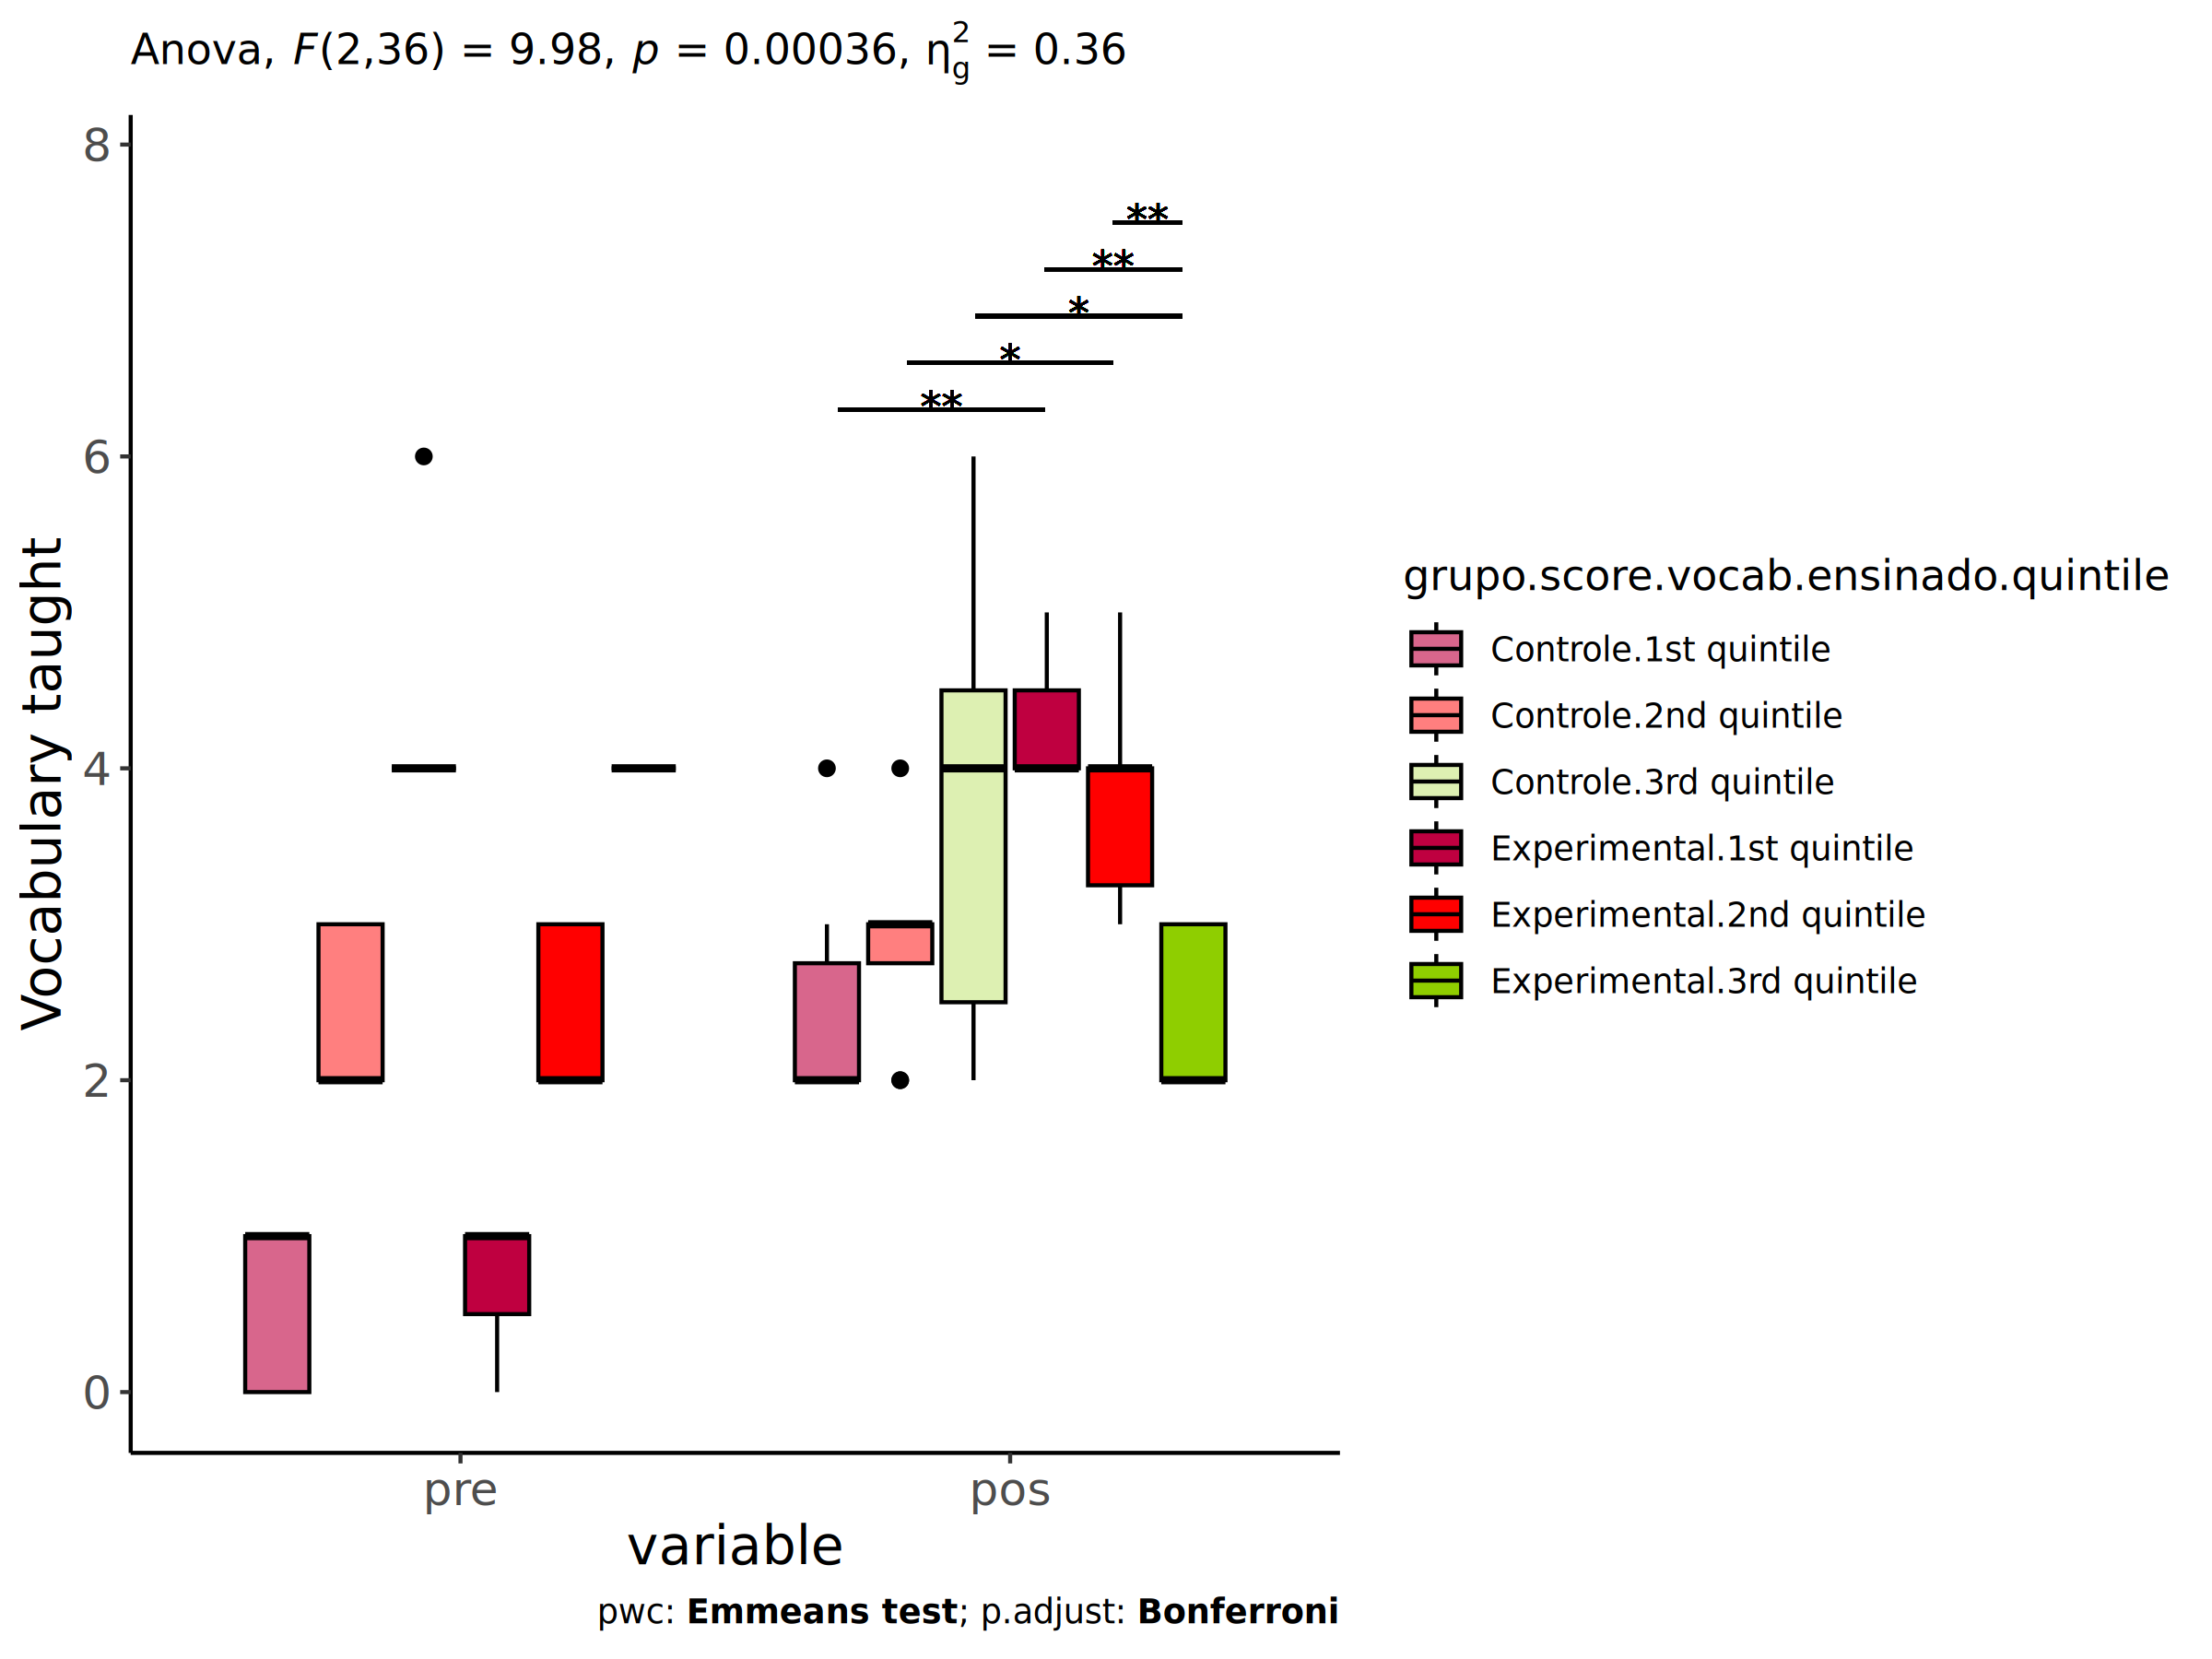 Anova, F(2,36) = 9.98, p = 0.00036, η²g = 0.36
8
6
4
2
0
**
**
*
*
**
Vocabulary taught
pre
pos
variable
pwc: Emmeans test; p.adjust: Bonferroni
grupo.score.vocab.ensinado.quintile
Controle.1st quintile
Controle.2nd quintile
Controle.3rd quintile
Experimental.1st quintile
Experimental.2nd quintile
Experimental.3rd quintile